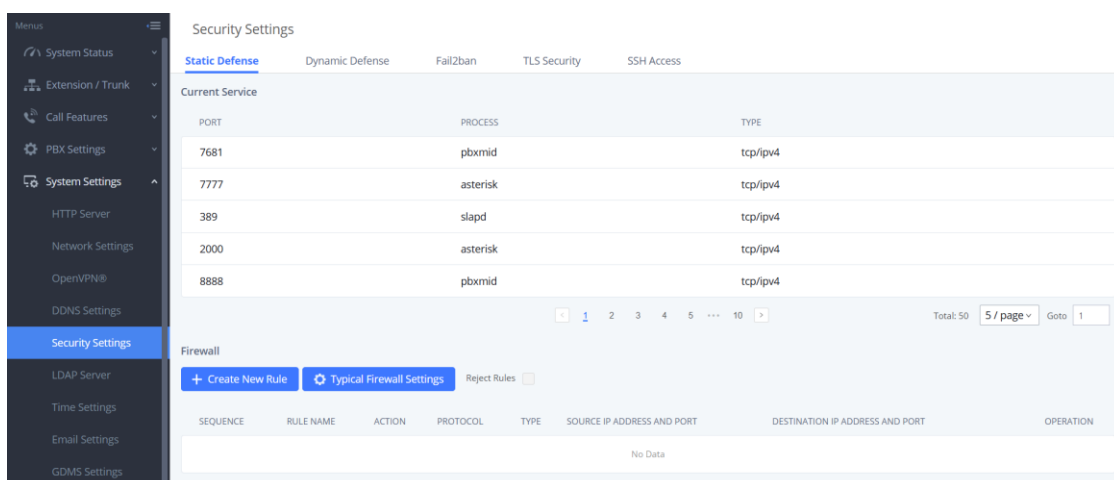 Menus
System Status
Extension / Trunk
Call Features
PBX Settings
System Settings
HTTP Server
Network Settings
OpenVPN®
DDNS Settings
Security Settings
LDAP Server
Time Settings
Email Settings
GDMS Settings
Security Settings
Static Defense Dynamic Defense Fail2ban TLS Security SSH Access
Current Service
PORT PROCESS TYPE
7681 pbxmid tcp/ipv4
7777 asterisk tcp/ipv4
389 slapd tcp/ipv4
2000 asterisk tcp/ipv4
8888 pbxmid tcp/ipv4
< 1 2 3 4 5 ••• 10 > Total: 50 5 / page Goto 1
Firewall
+ Create New Rule Typical Firewall Settings Reject Rules
SEQUENCE RULE NAME ACTION PROTOCOL TYPE SOURCE IP ADDRESS AND PORT DESTINATION IP ADDRESS AND PORT OPERATION
No Data